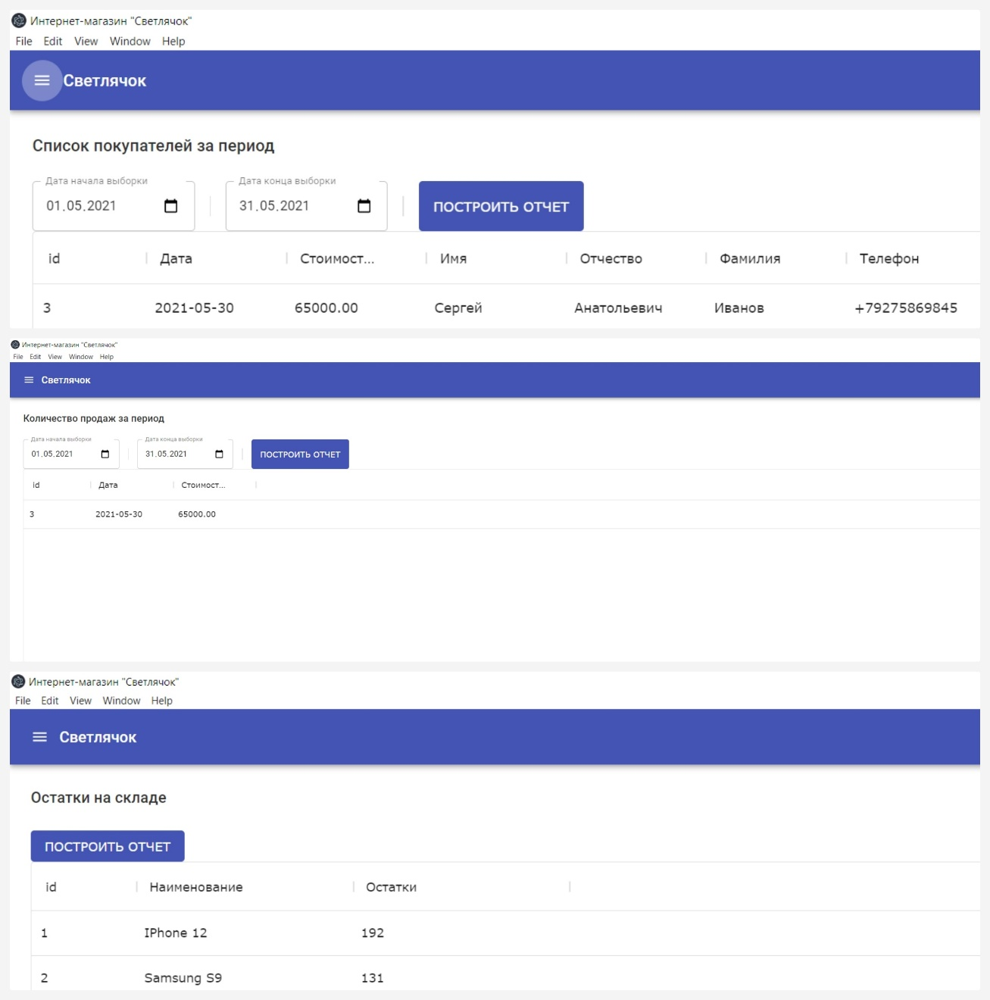 Интернет-магазин "Светлячок"
File Edit View Window Help
Светлячок
Список покупателей за период
Дата начала выборки Дата конца выборки
01.05.2021 31.05.2021 ПОСТРОИТЬ ОТЧЕТ
id Дата Стоимост... Имя Отчество Фамилия Телефон
3 2021-05-30 65000.00 Сергей Анатольевич Иванов +79275869845
Интернет-магазин "Светлячок"
File Edit View Window Help
Светлячок
Количество продаж за период
Дата начала выборки Дата конца выборки
01.05.2021 31.05.2021 ПОСТРОИТЬ ОТЧЕТ
id Дата Стоимост...
3 2021-05-30 65000.00
Интернет-магазин "Светлячок"
File Edit View Window Help
Светлячок
Остатки на складе
ПОСТРОИТЬ ОТЧЕТ
id Наименование Остатки
1 IPhone 12 192
2 Samsung S9 131